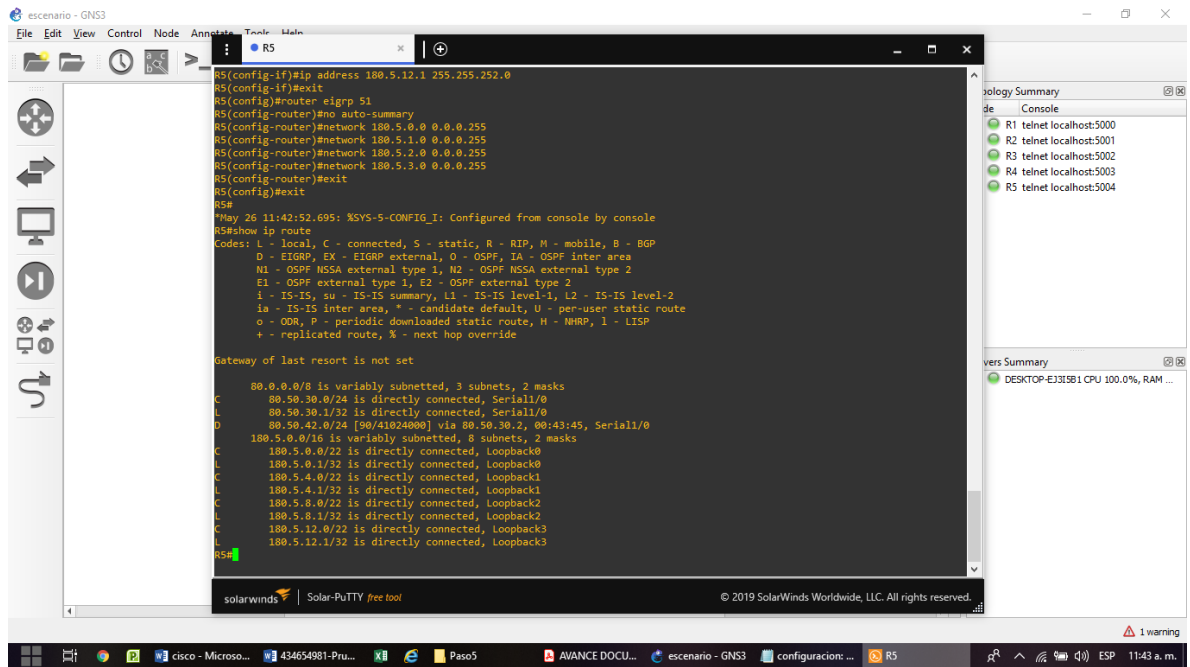 escenario - GNS3
File Edit View Control Node Annotate Tools Help
R5
R5(config-if)#ip address 180.5.12.1 255.255.252.0
R5(config-if)#exit
R5(config)#router eigrp 51
R5(config-router)#no auto-summary
R5(config-router)#network 180.5.0.0 0.0.0.255
R5(config-router)#network 180.5.1.0 0.0.0.255
R5(config-router)#network 180.5.2.0 0.0.0.255
R5(config-router)#network 180.5.3.0 0.0.0.255
R5(config-router)#exit
R5(config)#exit
R5#
*May 26 11:42:52.695: %SYS-5-CONFIG_I: Configured from console by console
R5#show ip route
Codes: L - local, C - connected, S - static, R - RIP, M - mobile, B - BGP
D - EIGRP, EX - EIGRP external, O - OSPF, IA - OSPF inter area
N1 - OSPF NSSA external type 1, N2 - OSPF NSSA external type 2
E1 - OSPF external type 1, E2 - OSPF external type 2
i - IS-IS, su - IS-IS summary, L1 - IS-IS level-1, L2 - IS-IS level-2
ia - IS-IS inter area, * - candidate default, U - per-user static route
o - ODR, P - periodic downloaded static route, H - NHRP, l - LISP
+ - replicated route, % - next hop override
Gateway of last resort is not set
80.0.0.0/8 is variably subnetted, 3 subnets, 2 masks
C 80.50.30.0/24 is directly connected, Serial1/0
L 80.50.30.1/32 is directly connected, Serial1/0
D 80.50.42.0/24 [90/41024000] via 80.50.30.2, 00:43:45, Serial1/0
180.5.0.0/16 is variably subnetted, 8 subnets, 2 masks
C 180.5.0.0/22 is directly connected, Loopback0
L 180.5.0.1/32 is directly connected, Loopback0
C 180.5.4.0/22 is directly connected, Loopback1
L 180.5.4.1/32 is directly connected, Loopback1
C 180.5.8.0/22 is directly connected, Loopback2
L 180.5.8.1/32 is directly connected, Loopback2
C 180.5.12.0/22 is directly connected, Loopback3
L 180.5.12.1/32 is directly connected, Loopback3
R5#
solarwinds Solar-PuTTY free tool © 2019 SolarWinds Worldwide, LLC. All rights reserved.
pology Summary
de Console
R1 telnet localhost:5000
R2 telnet localhost:5001
R3 telnet localhost:5002
R4 telnet localhost:5003
R5 telnet localhost:5004
vers Summary
DESKTOP-EJ3I5B1 CPU 100.0%, RAM ...
1 warning
cisco - Microso... 434654981-Pru... Paso5 AVANCE DOCU... escenario - GNS3 configuracion: ... R5 ESP 11:43 a. m.